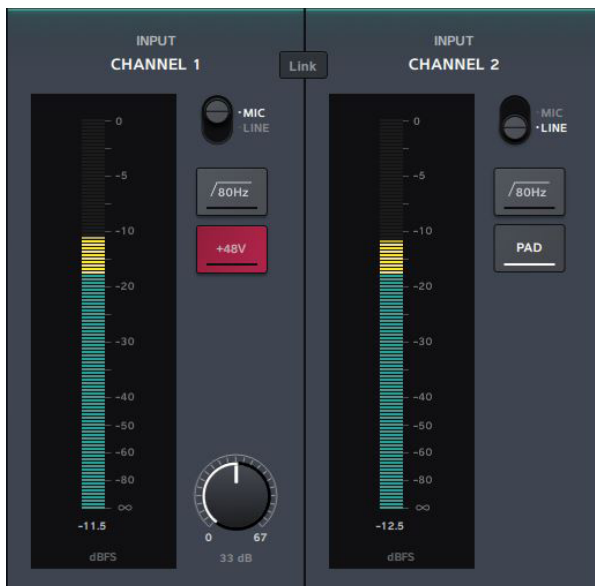 INPUT
CHANNEL 1
Link
INPUT
CHANNEL 2
0
-5
-10
-20
-30
-40
-50
-60
-80
∞
-11.5
dBFS
MIC
LINE
80Hz
+48V
0 67
33 dB
0
-5
-10
-20
-30
-40
-50
-60
-80
∞
-12.5
dBFS
MIC
LINE
80Hz
PAD